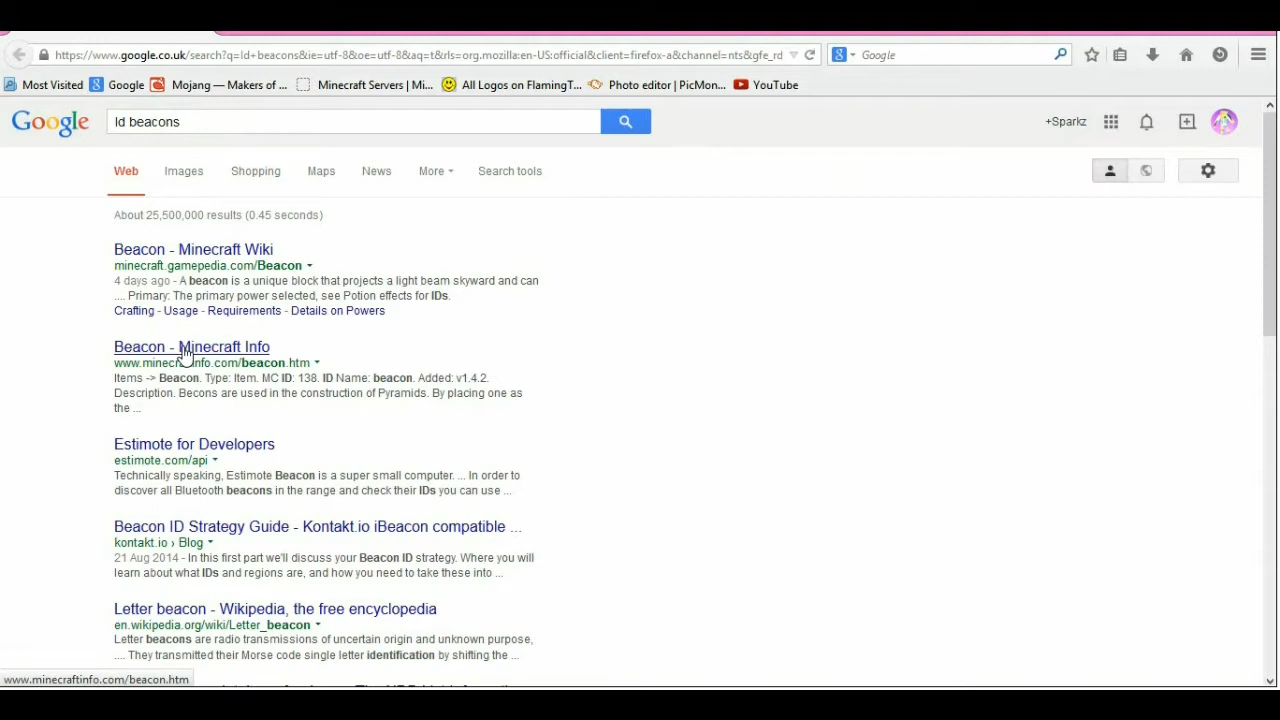 https://www.google.co.uk/search?q=Id+beacons&ie=utf-8&oe=utf-8&aq=t&rls=org.mozilla:en-US:official&client=firefox-a&channel=nts&gfe_rd
Google
Most Visited Google Mojang — Makers of ... Minecraft Servers | Mi... All Logos on FlamingT... Photo editor | PicMon... YouTube
Google Id beacons +Sparkz
Web Images Shopping Maps News More Search tools
About 25,500,000 results (0.45 seconds)
Beacon - Minecraft Wiki
minecraft.gamepedia.com/Beacon
4 days ago - A beacon is a unique block that projects a light beam skyward and can
.... Primary: The primary power selected, see Potion effects for IDs.
Crafting - Usage - Requirements - Details on Powers
Beacon - Minecraft Info
www.minecraftinfo.com/beacon.htm
Items -> Beacon. Type: Item. MC ID: 138. ID Name: beacon. Added: v1.4.2.
Description. Becons are used in the construction of Pyramids. By placing one as
the ...
Estimote for Developers
estimote.com/api
Technically speaking, Estimote Beacon is a super small computer. ... In order to
discover all Bluetooth beacons in the range and check their IDs you can use ...
Beacon ID Strategy Guide - Kontakt.io iBeacon compatible ...
kontakt.io › Blog
21 Aug 2014 - In this first part we'll discuss your Beacon ID strategy. Where you will
learn about what IDs and regions are, and how you need to take these into ...
Letter beacon - Wikipedia, the free encyclopedia
en.wikipedia.org/wiki/Letter_beacon
Letter beacons are radio transmissions of uncertain origin and unknown purpose,
.... They transmitted their Morse code single letter identification by shifting the ...
www.minecraftinfo.com/beacon.htm